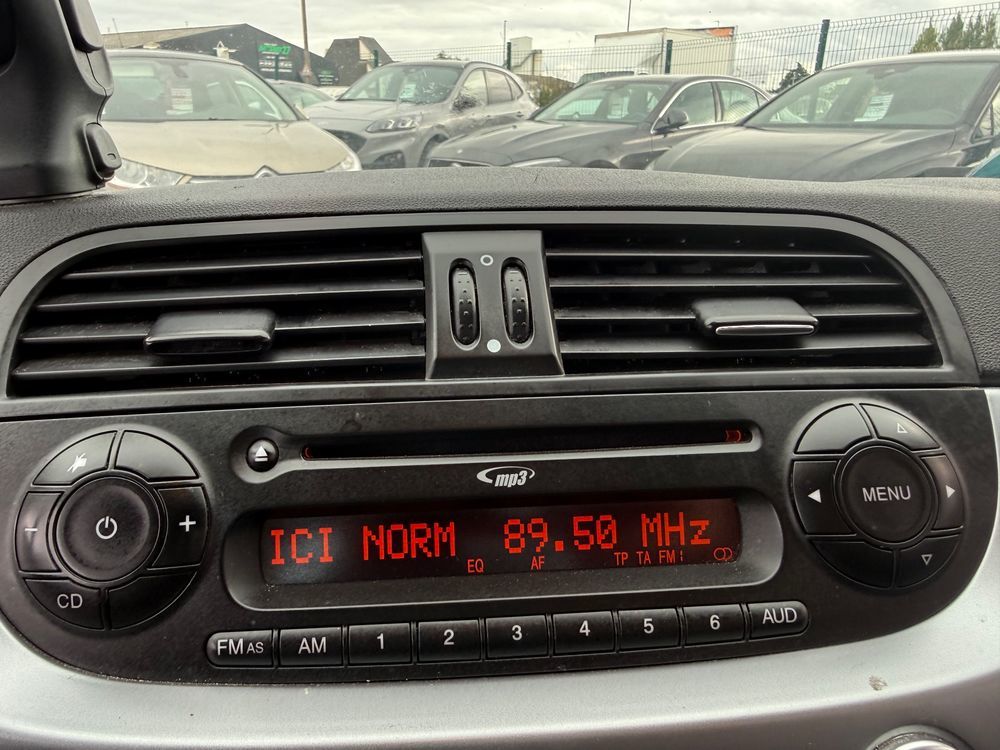 mp3
ICI NORM 89.50 MHz
EQ AF TP TA FM1
MENU
CD
FM AS AM 1 2 3 4 5 6 AUD